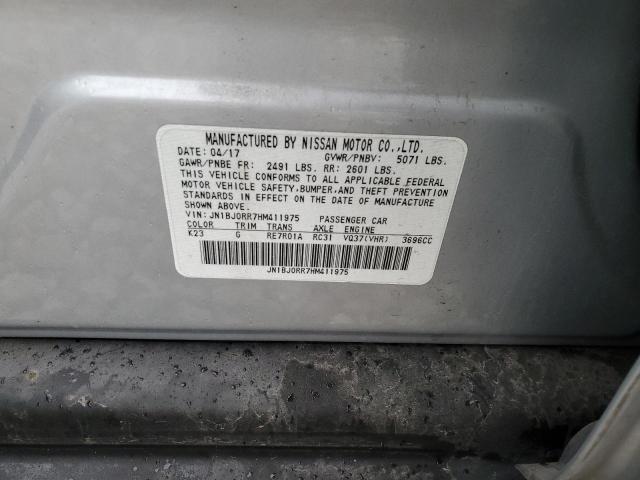 MANUFACTURED BY NISSAN MOTOR CO.,LTD.
DATE: 04/17 GVWR/PNBV: 5071 LBS.
GAWR/PNBE FR: 2491 LBS. RR: 2601 LBS.
THIS VEHICLE CONFORMS TO ALL APPLICABLE FEDERAL
MOTOR VEHICLE SAFETY,BUMPER,AND THEFT PREVENTION
STANDARDS IN EFFECT ON THE DATE OF MANUFACTURE
SHOWN ABOVE.
VIN: JN1BJ0RR7HM411975 PASSENGER CAR
COLOR TRIM TRANS AXLE ENGINE
K23 G RE7R01A RC31 VQ37(VHR) 3696CC
JN1BJ0RR7HM411975